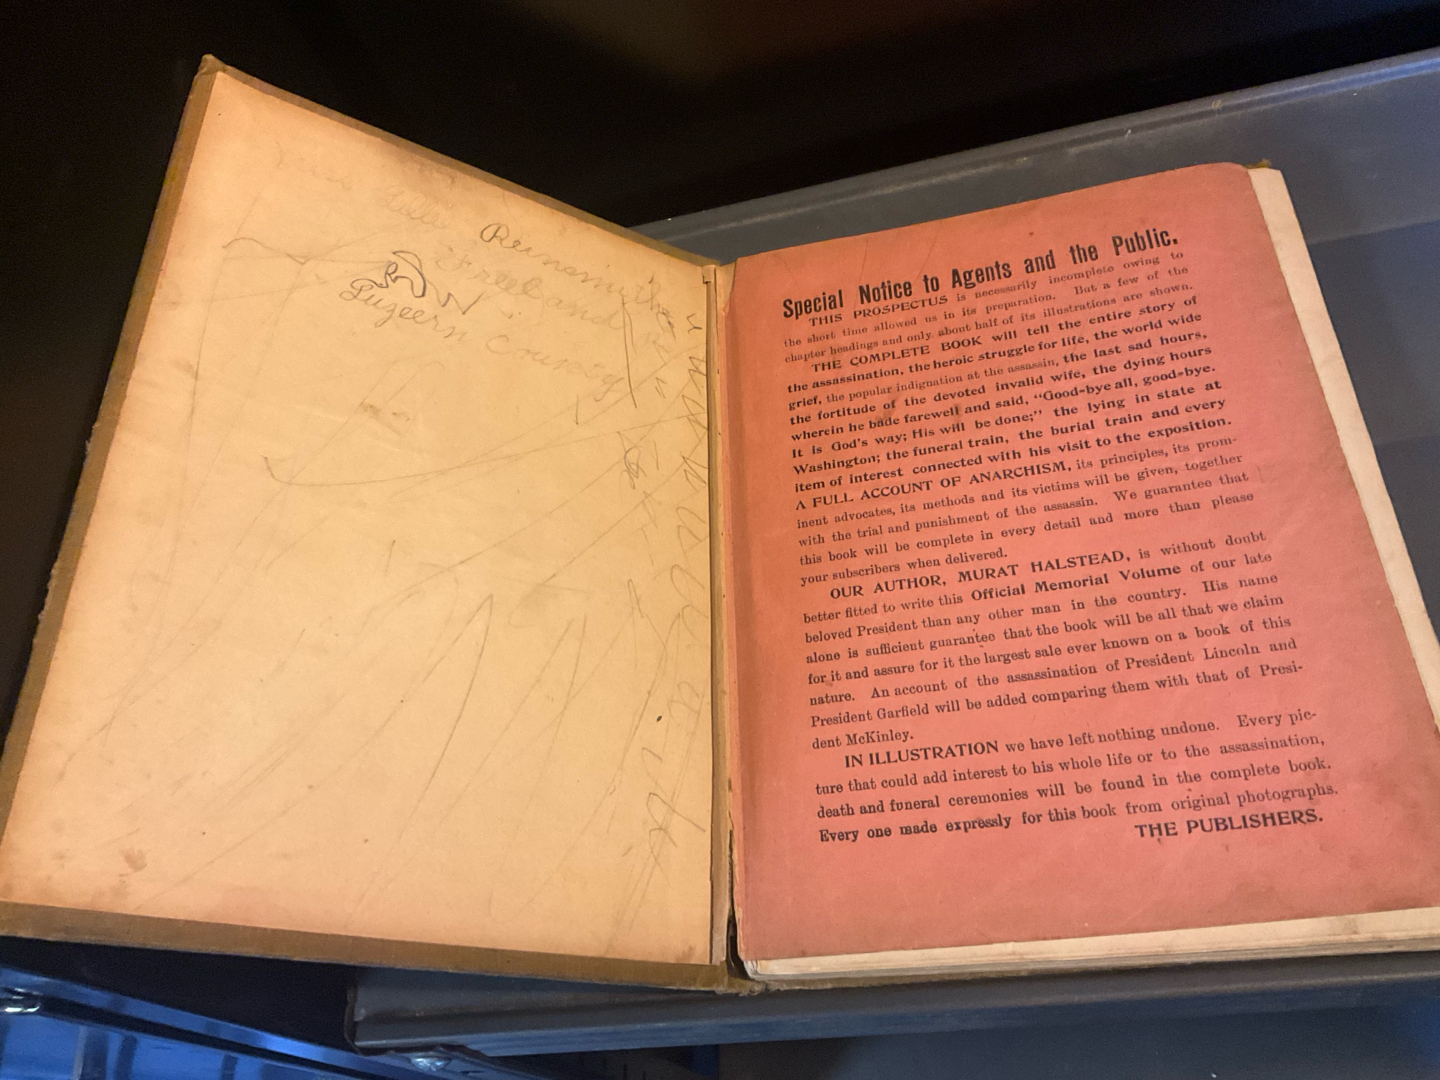 Freeland
Luzeern County
Special Notice to Agents and the Public.
THIS PROSPECTUS is necessarily incomplete owing to
the short time allowed us in its preparation. But a few of the
chapter headings and only about half of its illustrations are shown.
THE COMPLETE BOOK will tell the entire story of
the assassination, the heroic struggle for life, the world wide
grief, the popular indignation at the assassin, the last sad hours,
the fortitude of the devoted invalid wife, the dying hours
wherein he bade farewell and said, "Good-bye all, good-bye.
It is God's way; His will be done;" the lying in state at
Washington; the funeral train, the burial train and every
item of interest connected with his visit to the exposition.
A FULL ACCOUNT OF ANARCHISM, its principles, its prom-
inent advocates, its methods and its victims will be given, together
with the trial and punishment of the assassin. We guarantee that
this book will be complete in every detail and more than please
your subscribers when delivered.
OUR AUTHOR, MURAT HALSTEAD, is without doubt
better fitted to write this Official Memorial Volume of our late
beloved President than any other man in the country. His name
alone is sufficient guarantee that the book will be all that we claim
for it and assure for it the largest sale ever known on a book of this
nature. An account of the assassination of President Lincoln and
President Garfield will be added comparing them with that of Presi-
dent McKinley.
IN ILLUSTRATION we have left nothing undone. Every pic-
ture that could add interest to his whole life or to the assassination,
death and funeral ceremonies will be found in the complete book.
Every one made expressly for this book from original photographs.
THE PUBLISHERS.